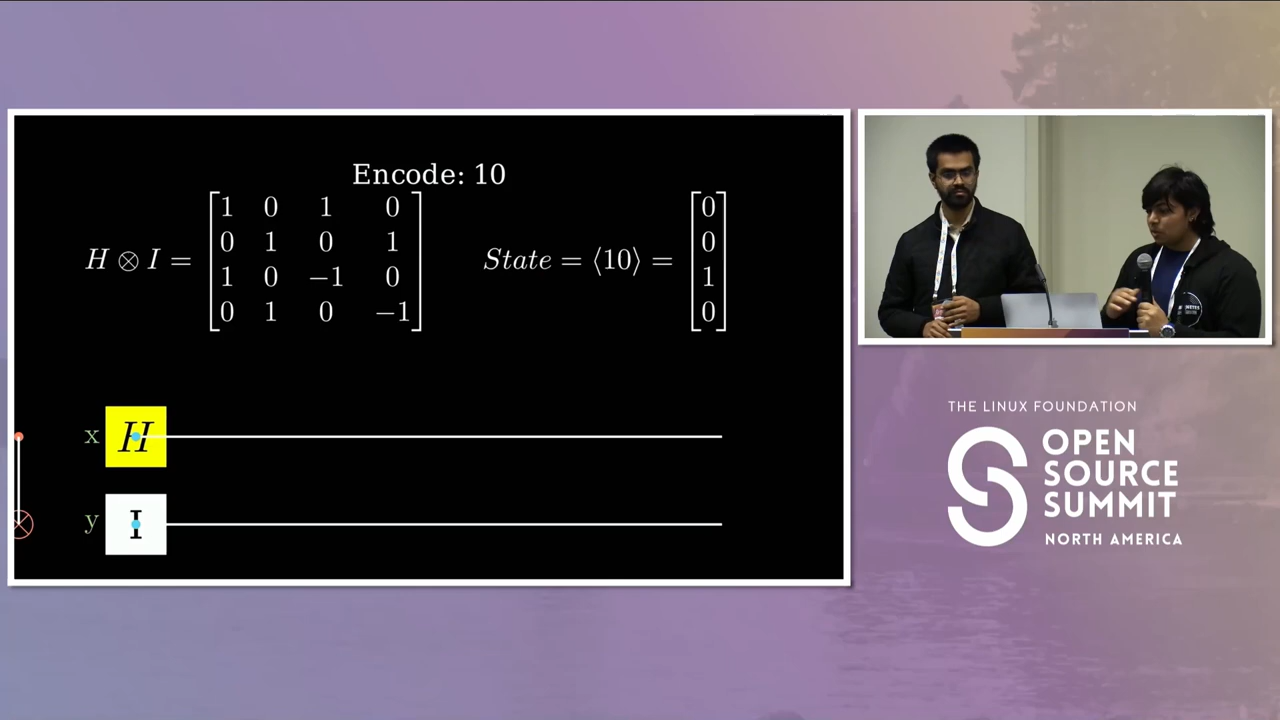 Encode: 10
H ⊗ I = [1 0 1 0
0 1 0 1
1 0 −1 0
0 1 0 −1]
State = ⟨10⟩ = [0
0
1
0]
x H
y I
THE LINUX FOUNDATION
OPEN
SOURCE
SUMMIT
NORTH AMERICA